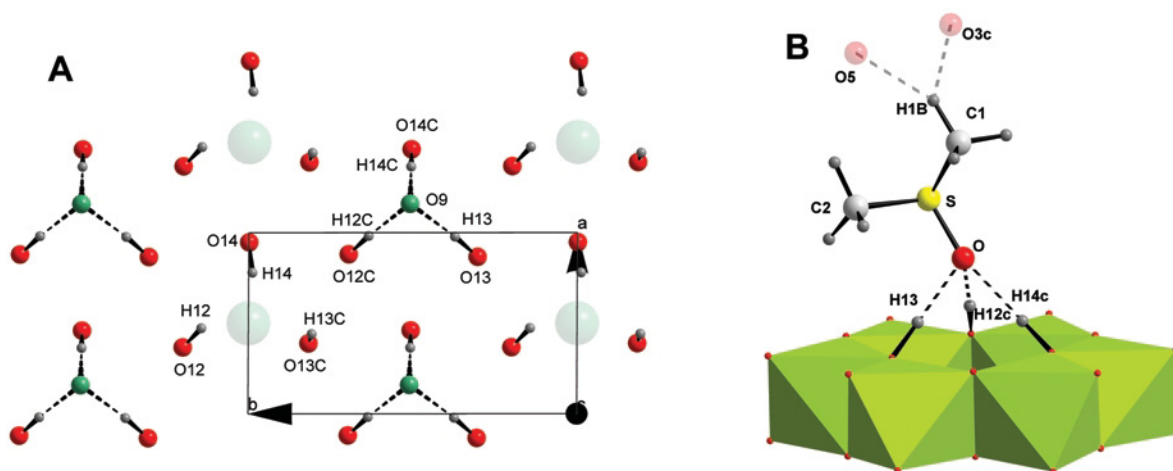 A
O14C
H14C
O9
H12C
H13
O14
a
O12C
O13
H14
H12
H13C
O12
O13C
b
c
B
O3c
O5
H1B
C1
C2
S
O
H13
H14c
H12c